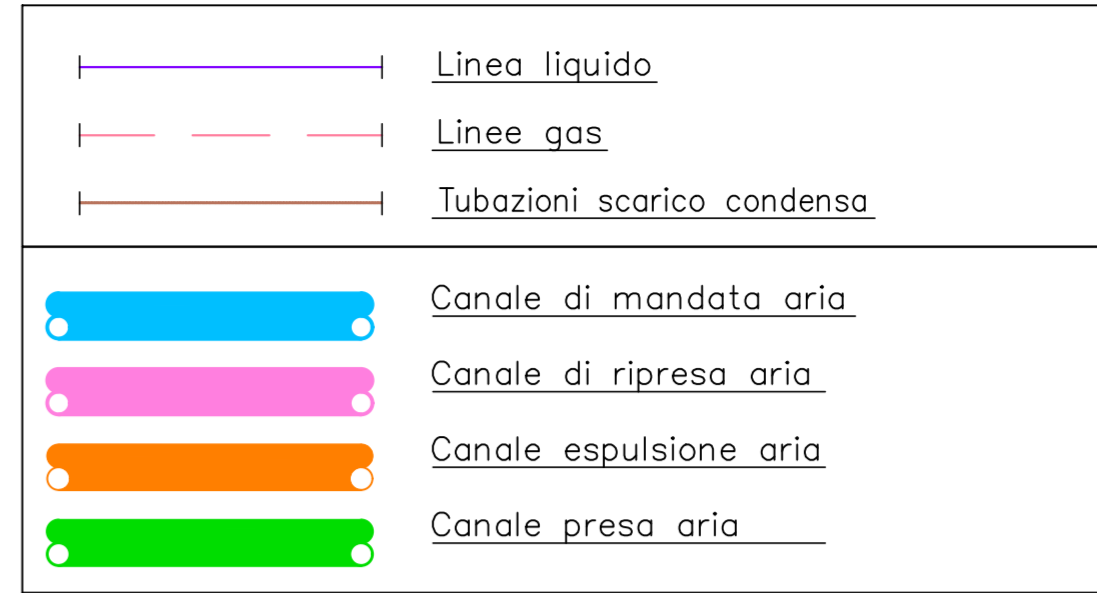 Linea liquido
Linee gas
Tubazioni scarico condensa
Canale di mandata aria
Canale di ripresa aria
Canale espulsione aria
Canale presa aria